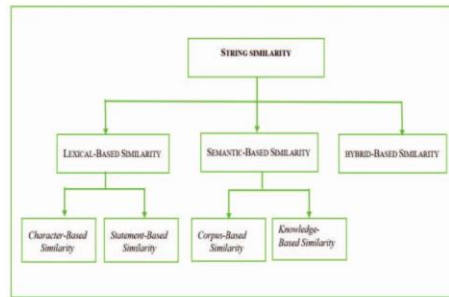 STRING SIMILARITY
LEXICAL-BASED SIMILARITY
SEMANTIC-BASED SIMILARITY
HYBRID-BASED SIMILARITY
Character-Based
Similarity
Statement-Based
Similarity
Corpus-Based
Similarity
Knowledge-
Based Similarity